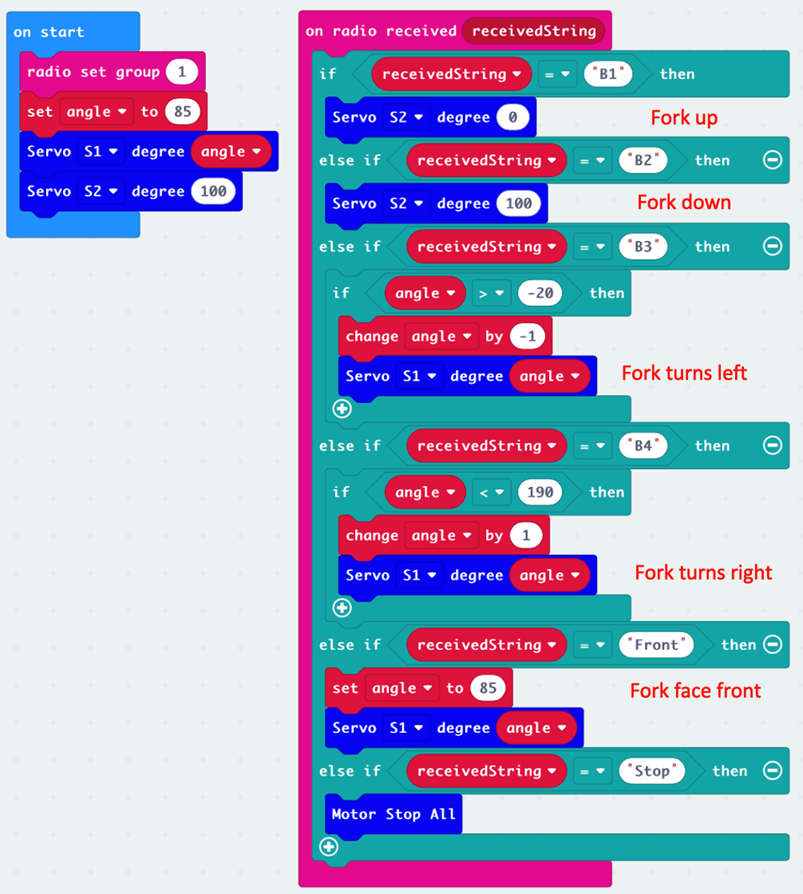 on start
radio set group 1
set angle to 85
Servo S1 degree angle
Servo S2 degree 100
on radio received receivedString
if receivedString = "B1" then
Servo S2 degree 0
Fork up
else if receivedString = "B2" then
Servo S2 degree 100
Fork down
else if receivedString = "B3" then
if angle > -20 then
change angle by -1
Servo S1 degree angle
Fork turns left
else if receivedString = "B4" then
if angle < 190 then
change angle by 1
Servo S1 degree angle
Fork turns right
else if receivedString = "Front" then
set angle to 85
Fork face front
Servo S1 degree angle
else if receivedString = "Stop" then
Motor Stop All